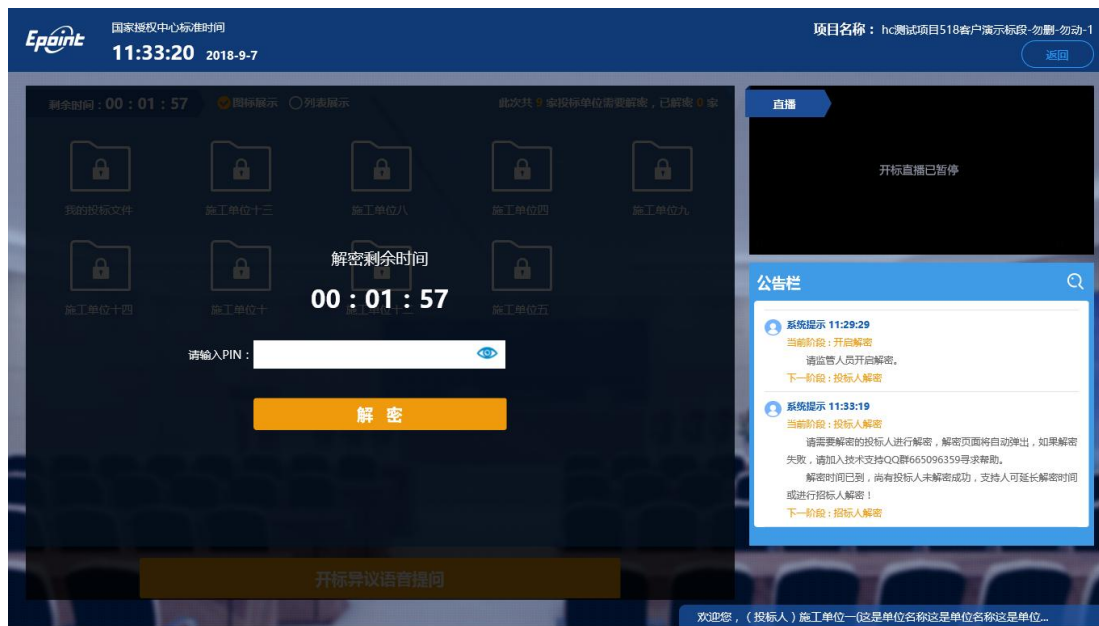 Epoint
国家授权中心标准时间
11:33:20 2018-9-7
项目名称：hc测试项目518客户演示标段-勿删-勿动-1
返回
剩余时间：00：01：57
图标展示
列表展示
此次共9家投标单位需要解密，已解密0家
我的投标文件
施工单位十三
施工单位八
施工单位四
施工单位九
施工单位十四
施工单位十
施工单位十二
施工单位五
解密剩余时间
00：01：57
请输入PIN：
解 密
开标异议语音提问
直播
开标直播已暂停
公告栏
系统提示 11:29:29
当前阶段：开启解密
请监管人员开启解密。
下一阶段：投标人解密
系统提示 11:33:19
当前阶段：投标人解密
请需要解密的投标人进行解密，解密页面将自动弹出，如果解密
失败，请加入技术支持QQ群665096359寻求帮助。
解密时间已到，尚有投标人未解密成功，支持人可延长解密时间
或进行招标人解密！
下一阶段：招标人解密
欢迎您，（投标人）施工单位一(这是单位名称这是单位名称这是单位...